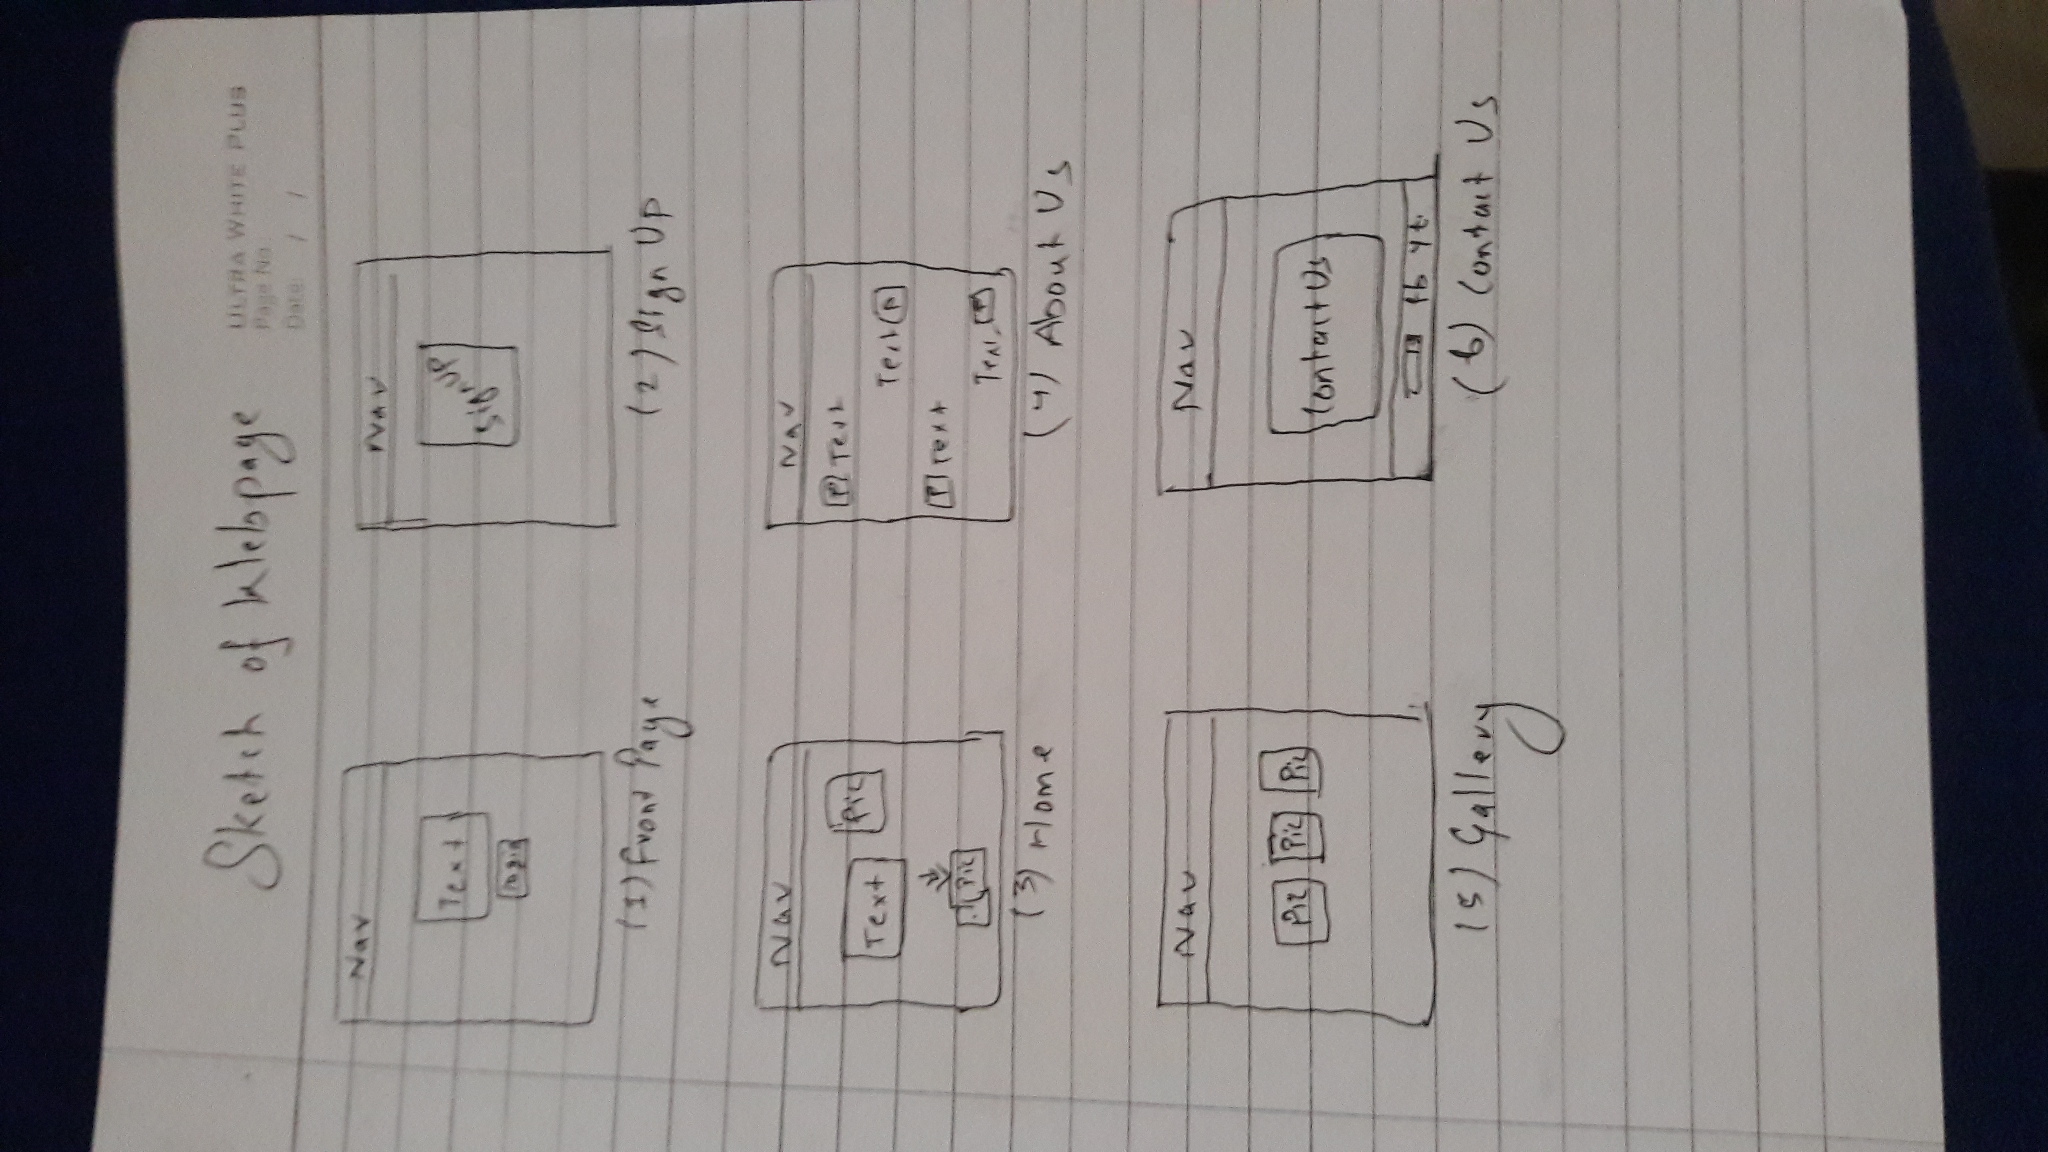 Sketch of Webpage
ULTRA WHITE PLUS
Page No
Date: / /
Nav
Text
login
(1) Front Page
Nav
SignUP
(2) Sign Up
Nav
Text
Pic
Pic
(3) Home
Nav
P Text
Text P
P Text
Text P
(4) About Us
Nav
Pic Pic Pic
(5) Gallery
Nav
Contact Us
fb yt
(6) Contact Us